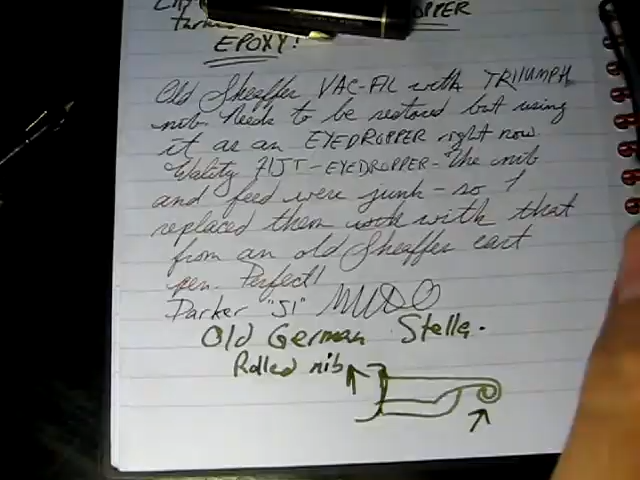 EYEDROPPER
EPOXY!
Old Sheaffer VAC-FIL with TRIUMPH
nib. Needs to be restored but using
it as an EYEDROPPER right now.
Wality 71JT-EYEDROPPER-The nib
and feed were junk - so I
replaced them with that
from an old Sheaffer cart
pen. Perfect!
Parker "51"
Old German Stella.
Rolled nib